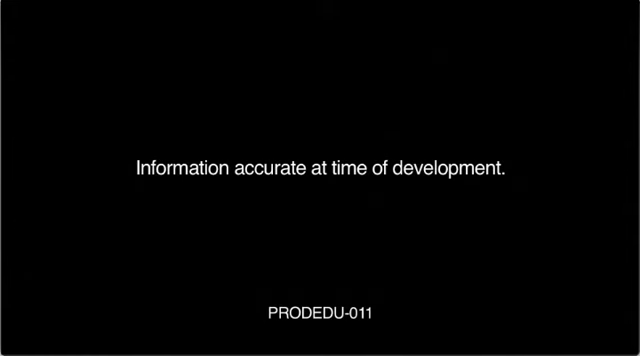 Information accurate at time of development.
PRODEDU-011